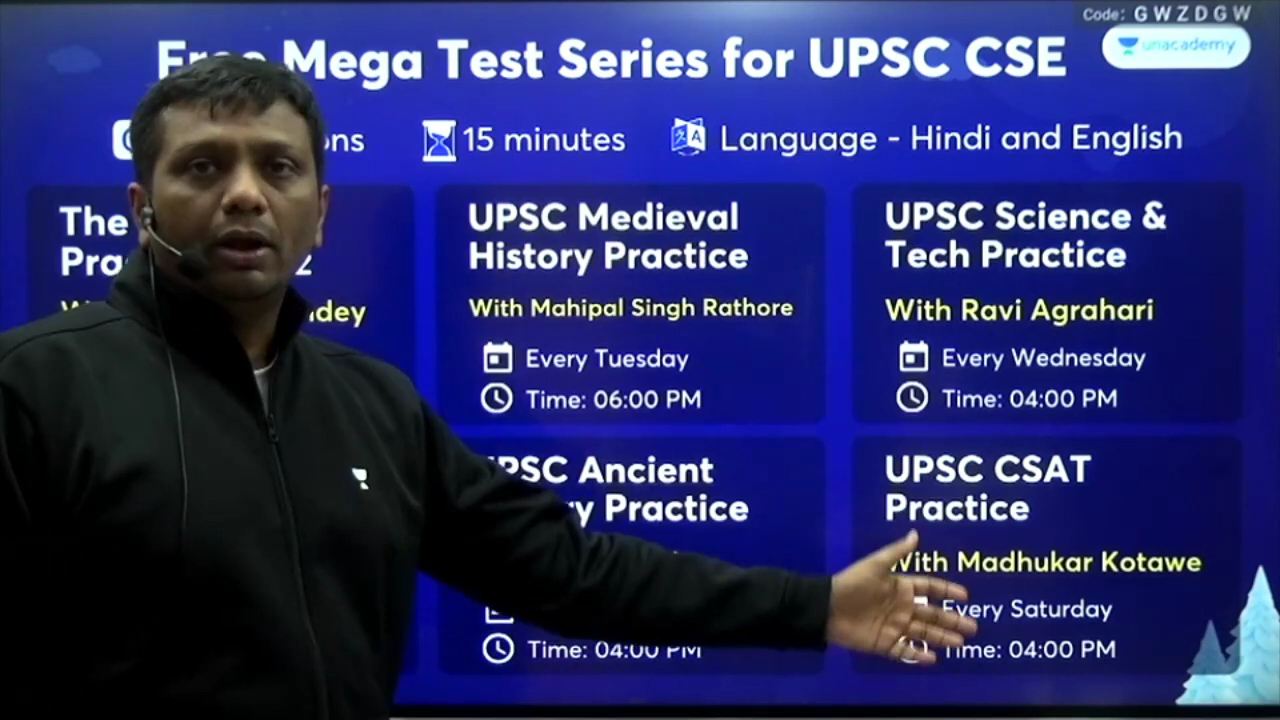 Code: G W Z D G W
Mega Test Series for UPSC CSE
unacademy
15 minutes
Language - Hindi and English
The
UPSC Medieval
History Practice
With Mahipal Singh Rathore
Every Tuesday
Time: 06:00 PM
UPSC Science &
Tech Practice
With Ravi Agrahari
Every Wednesday
Time: 04:00 PM
Ancient
Practice
Time: 04:00 PM
UPSC CSAT
Practice
With Madhukar Kotawe
Every Saturday
Time: 04:00 PM